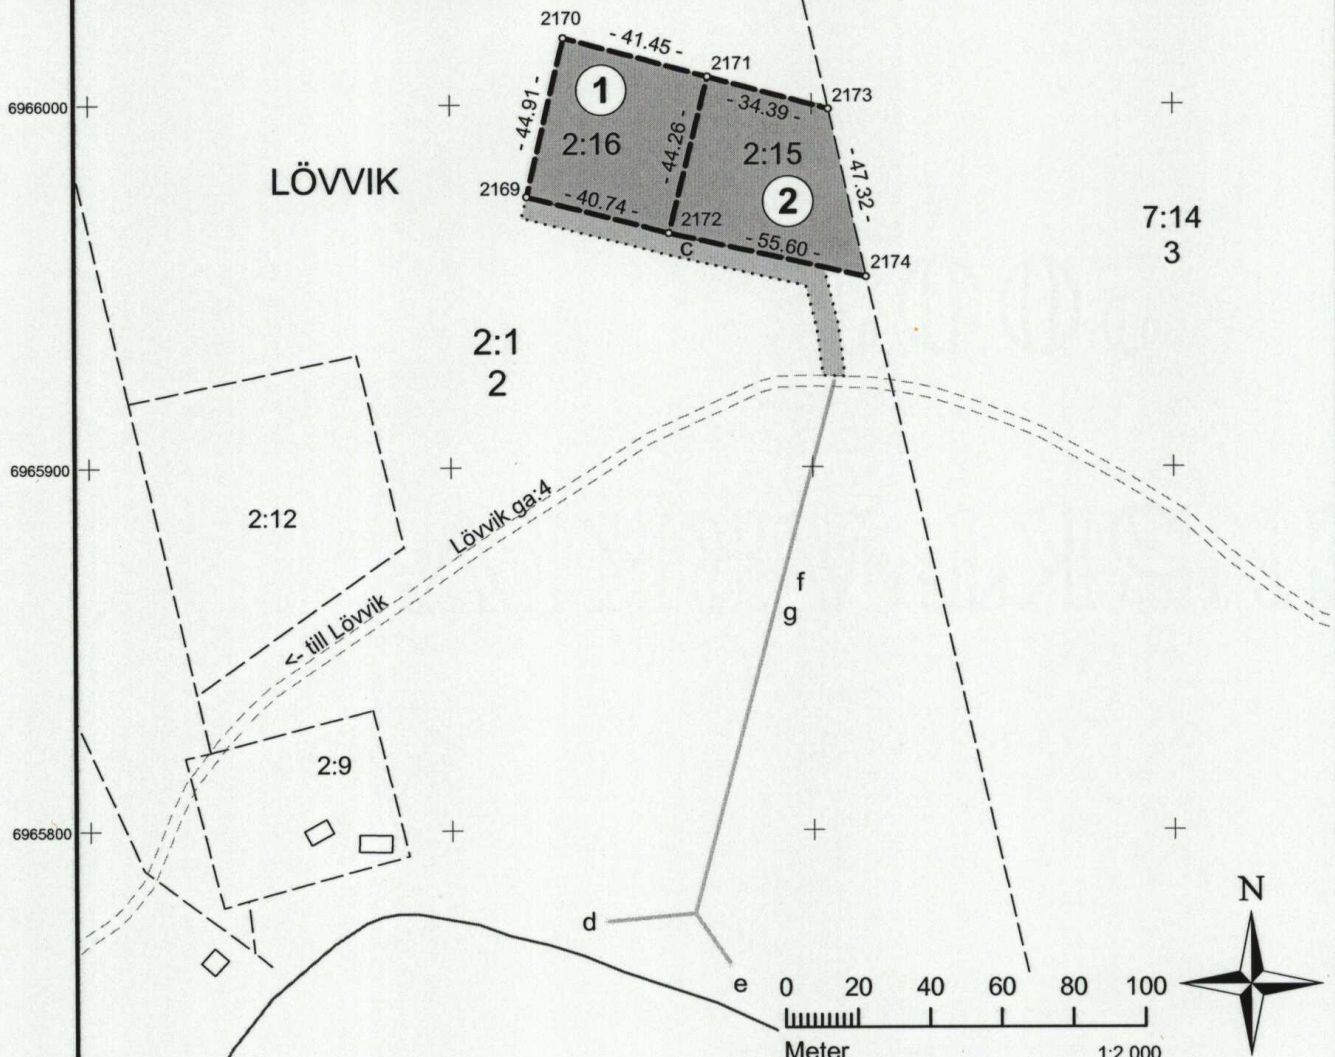 2170
- 41.45 -
2171
2173
6966000
1
- 44.91 -
- 34.39 -
2:16
- 44.26 -
2:15
- 47.32 -
LÖVVIK
2169
- 40.74 -
2
2172
7:14
3
c
- 55.60 -
2174
2:1
2
6965900
Lövvik ga:4
2:12
f
g
<- till Lövvik
2:9
6965800
N
d
e
0 20 40 60 80 100
Meter
1:2 000